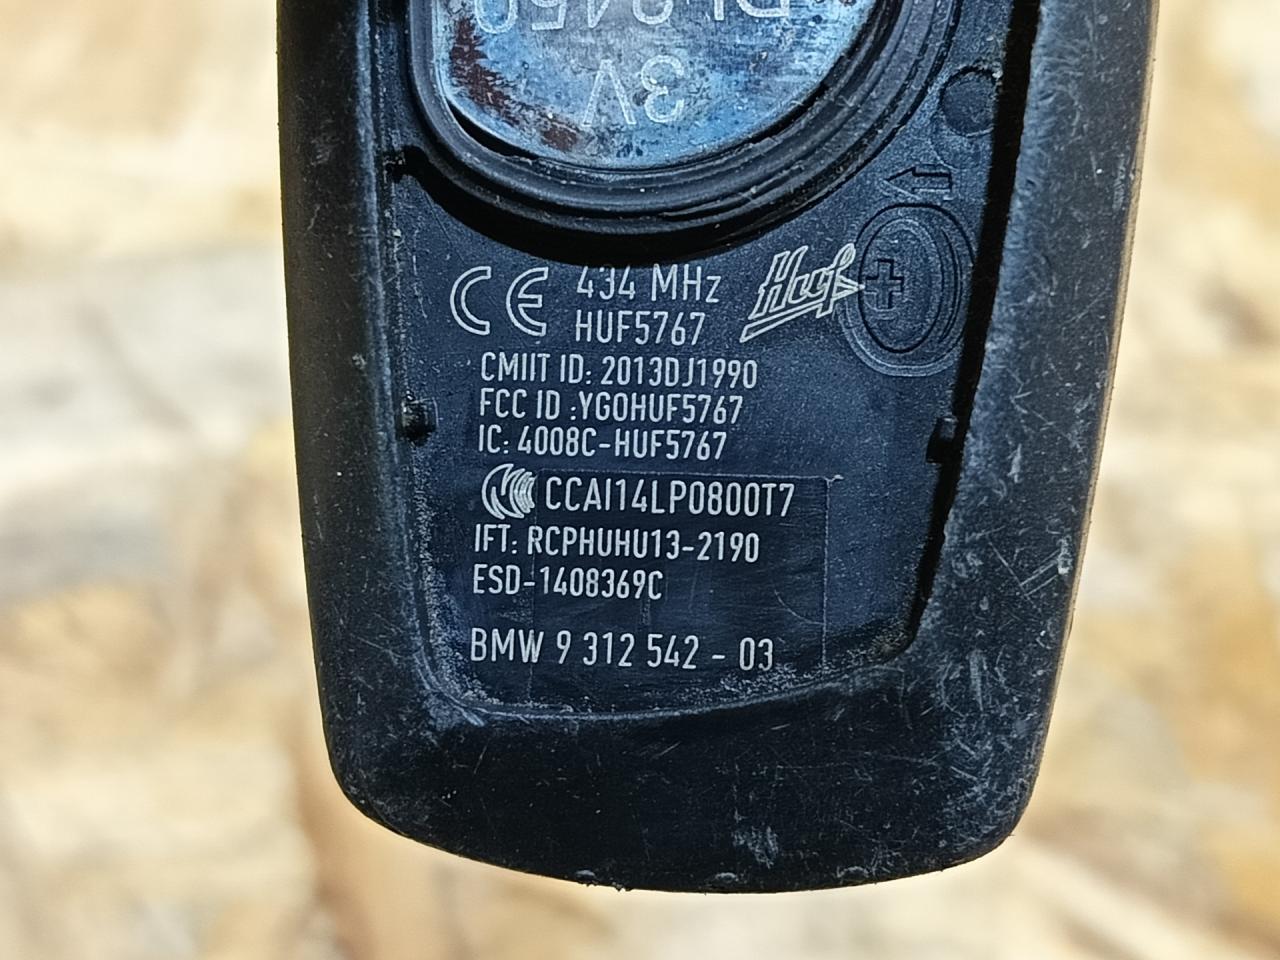 DL2450
3V
CE 434 MHz Huf
HUF5767
CMIIT ID: 2013DJ1990
FCC ID :YGOHUF5767
IC: 4008C-HUF5767
CCAI14LP0800T7
IFT: RCPHUHU13-2190
ESD-1408369C
BMW 9 312 542 - 03